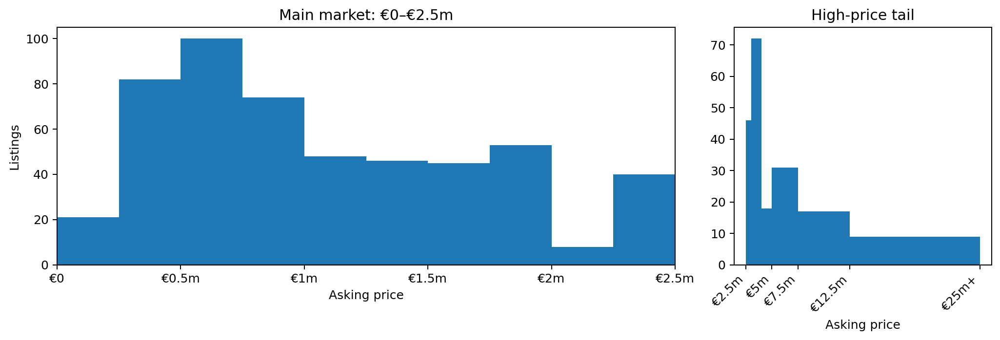 Main market: €0–€2.5m
100
80
60
40
20
0
Listings
€0
€0.5m
€1m
€1.5m
€2m
€2.5m
Asking price
High-price tail
70
60
50
40
30
20
10
0
€2.5m
€5m
€7.5m
€12.5m
€25m+
Asking price